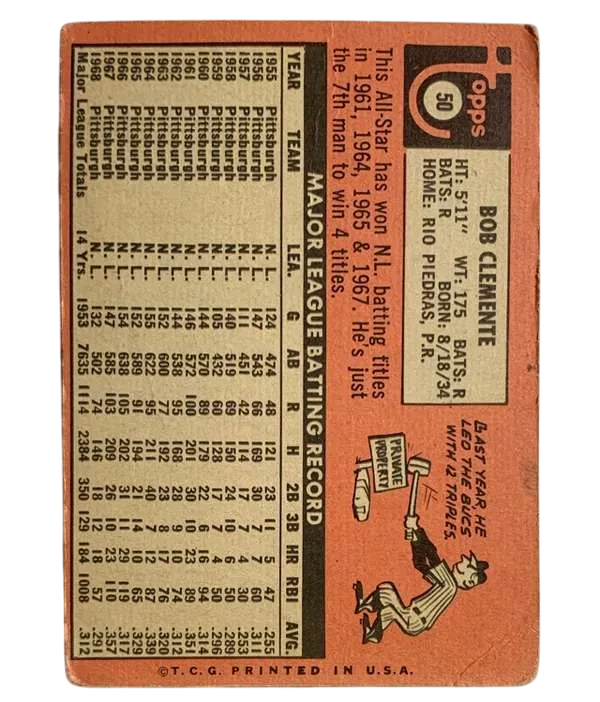 Topps
50
BOB CLEMENTE
HT: 5'11" WT: 175 BATS: R
BATS: R BORN: 8/18/34
HOME: RIO PIEDRAS, P.R.
This All-Star has won N.L. batting titles
in 1961, 1964, 1965 & 1967. He's just
the 7th man to win 4 titles.
LAST YEAR HE
LED THE BUCS
WITH 12 TRIPLES.
PRIVATE
PROPERTY
MAJOR LEAGUE BATTING RECORD
YEAR TEAM LEA. G AB R H 2B 3B HR RBI AVG.
1955 Pittsburgh N. L. 124 474 48 121 23 11 5 47 .255
1956 Pittsburgh N. L. 147 543 66 169 30 7 7 60 .311
1957 Pittsburgh N. L. 111 451 42 114 17 7 4 30 .253
1958 Pittsburgh N. L. 140 519 69 150 24 10 6 50 .289
1959 Pittsburgh N. L. 105 432 60 128 17 7 4 50 .296
1960 Pittsburgh N. L. 144 570 89 179 22 6 16 94 .314
1961 Pittsburgh N. L. 146 572 100 201 30 10 23 89 .351
1962 Pittsburgh N. L. 144 538 95 168 28 9 10 74 .312
1963 Pittsburgh N. L. 152 600 77 192 23 8 17 76 .320
1964 Pittsburgh N. L. 155 622 95 211 40 7 12 87 .339
1965 Pittsburgh N. L. 152 589 91 194 21 14 10 65 .329
1966 Pittsburgh N. L. 154 638 105 202 31 11 29 119 .317
1967 Pittsburgh N. L. 147 585 103 209 26 10 23 110 .357
1968 Pittsburgh N. L. 132 502 74 146 18 12 18 57 .291
Major League Totals 14 Yrs. 1953 7635 1114 2384 350 129 184 1008 .312
©T.C.G. PRINTED IN U.S.A.